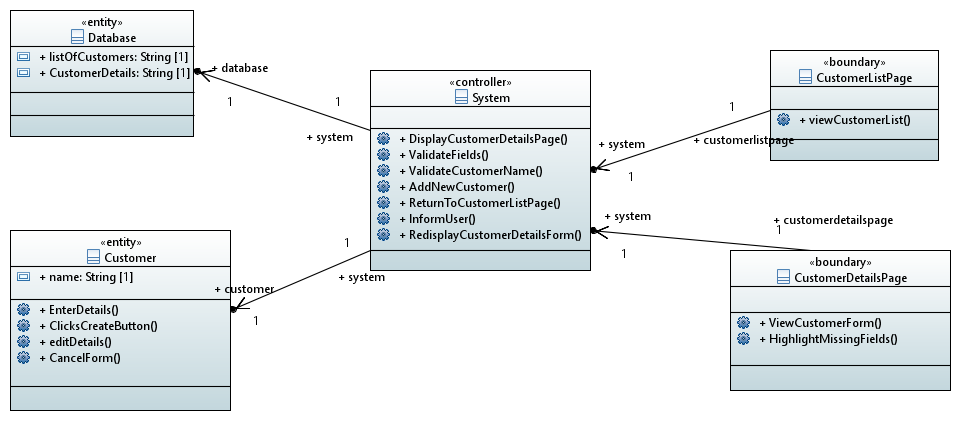 «entity»
Database
+ listOfCustomers: String [1]
+ CustomerDetails: String [1]
+ database
1
1
+ system
«controller»
System
+ DisplayCustomerDetailsPage()
+ ValidateFields()
+ ValidateCustomerName()
+ AddNewCustomer()
+ ReturnToCustomerListPage()
+ InformUser()
+ RedisplayCustomerDetailsForm()
«boundary»
CustomerListPage
+ viewCustomerList()
1
+ customerlistpage
+ system
1
+ system
1
+ customerdetailspage
1
«boundary»
CustomerDetailsPage
+ ViewCustomerForm()
+ HighlightMissingFields()
«entity»
Customer
+ name: String [1]
+ EnterDetails()
+ ClicksCreateButton()
+ editDetails()
+ CancelForm()
1
+ system
+ customer
1